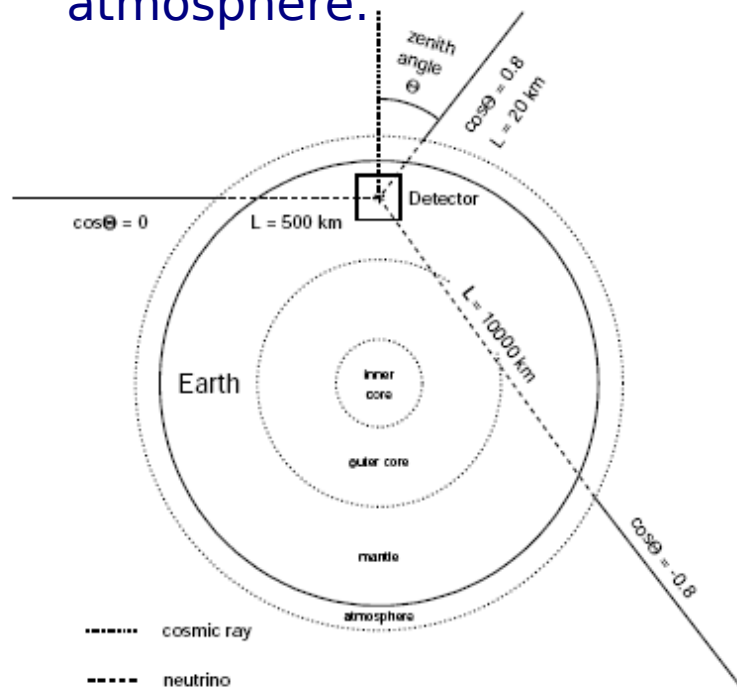 atmosphere.
zenith
angle
Θ
cosΘ = 0.8
L = 20 km
Detector
cosΘ = 0
L = 500 km
L = 10000 km
Earth
inner
core
outer core
mantle
cosΘ = -0.8
atmosphere
cosmic ray
neutrino